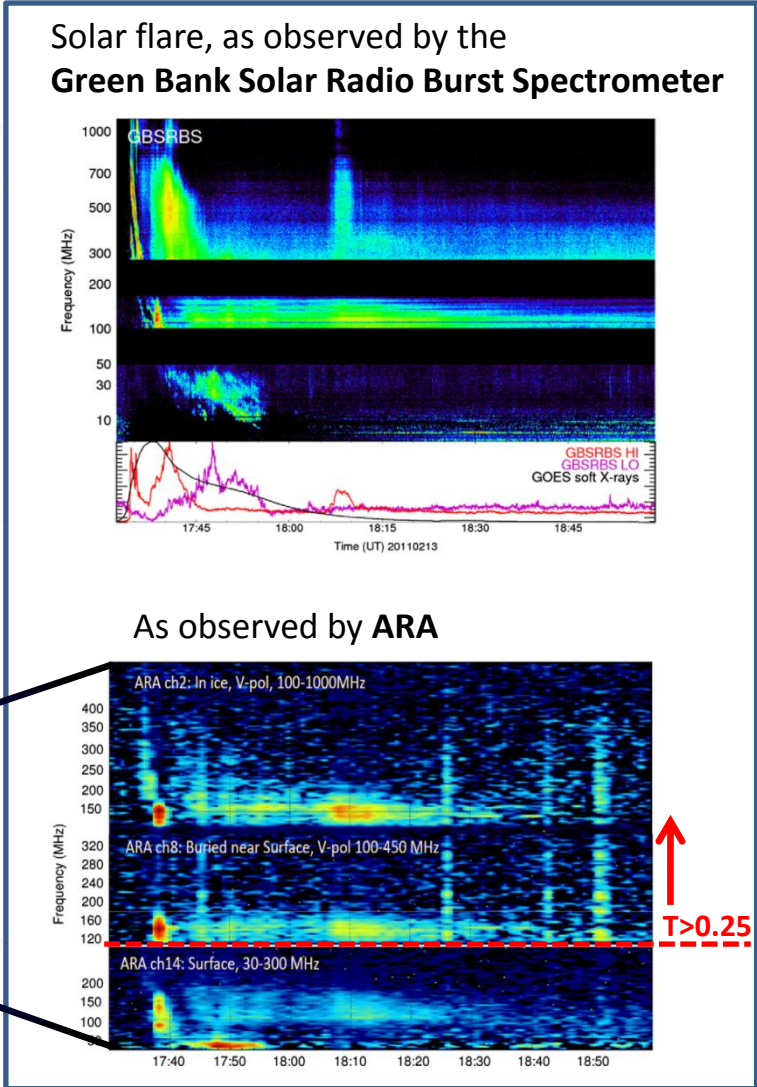 Solar flare, as observed by the
Green Bank Solar Radio Burst Spectrometer
GBSRBS
1000
700
500
300
200
100
50
30
10
Frequency (MHz)
GBSRBS HI
GBSRBS LO
GOES soft X-rays
17:45 18:00 18:15 18:30 18:45
Time (UT) 20110213
As observed by ARA
ARA ch2: In ice, V-pol, 100-1000MHz
400
350
300
250
200
150
ARA ch8: Buried near Surface, V-pol 100-450 MHz
320
280
240
200
160
120
Frequency (MHz)
T>0.25
ARA ch14: Surface, 30-300 MHz
200
150
100
17:40 17:50 18:00 18:10 18:20 18:30 18:40 18:50